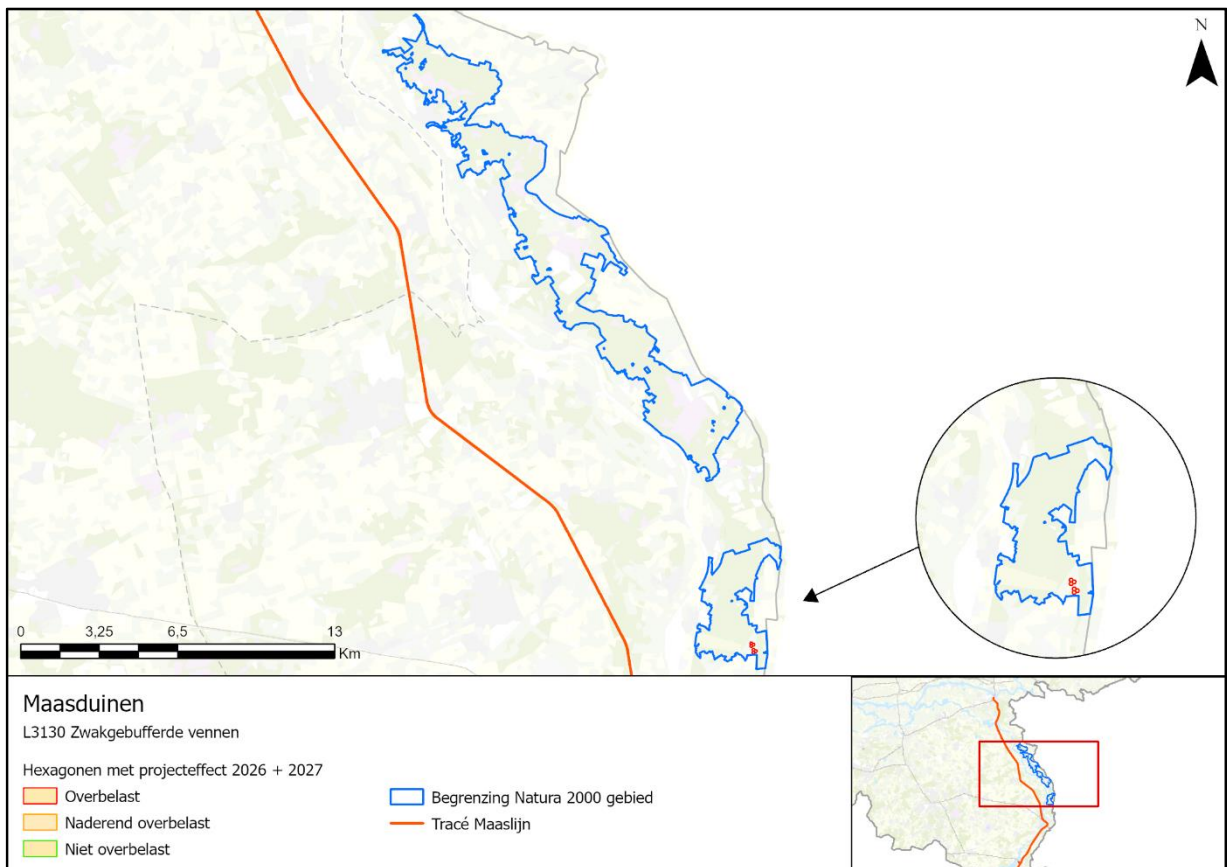 N
0 3,25 6,5 13
Km
Maasduinen
L3130 Zwakgebufferde vennen
Hexagonen met projecteffect 2026 + 2027
Overbelast
Naderend overbelast
Niet overbelast
Begrenzing Natura 2000 gebied
Tracé Maaslijn